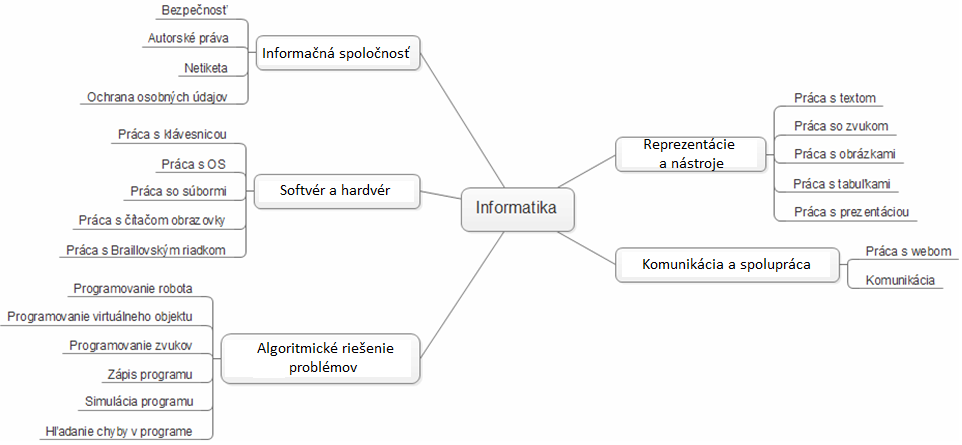 Informatika
Informačná spoločnosť
Bezpečnosť
Autorské práva
Netiketa
Ochrana osobných údajov
Softvér a hardvér
Práca s klávesnicou
Práca s OS
Práca so súbormi
Práca s čítačom obrazovky
Práca s Braillovským riadkom
Algoritmické riešenie
problémov
Programovanie robota
Programovanie virtuálneho objektu
Programovanie zvukov
Zápis programu
Simulácia programu
Hľadanie chyby v programe
Reprezentácie
a nástroje
Práca s textom
Práca so zvukom
Práca s obrázkami
Práca s tabuľkami
Práca s prezentáciou
Komunikácia a spolupráca
Práca s webom
Komunikácia